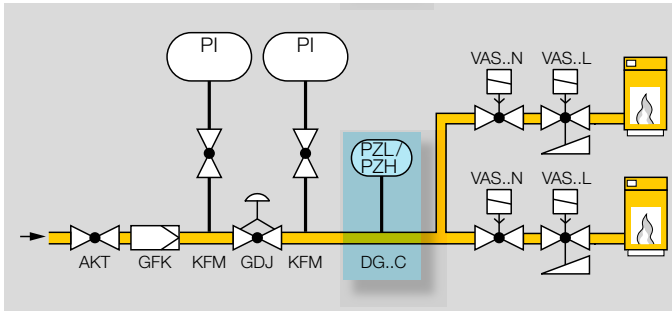 PI
PI
VAS..N
VAS..L
PZL/
PZH
VAS..N
VAS..L
AKT
GFK
KFM
GDJ
KFM
DG..C